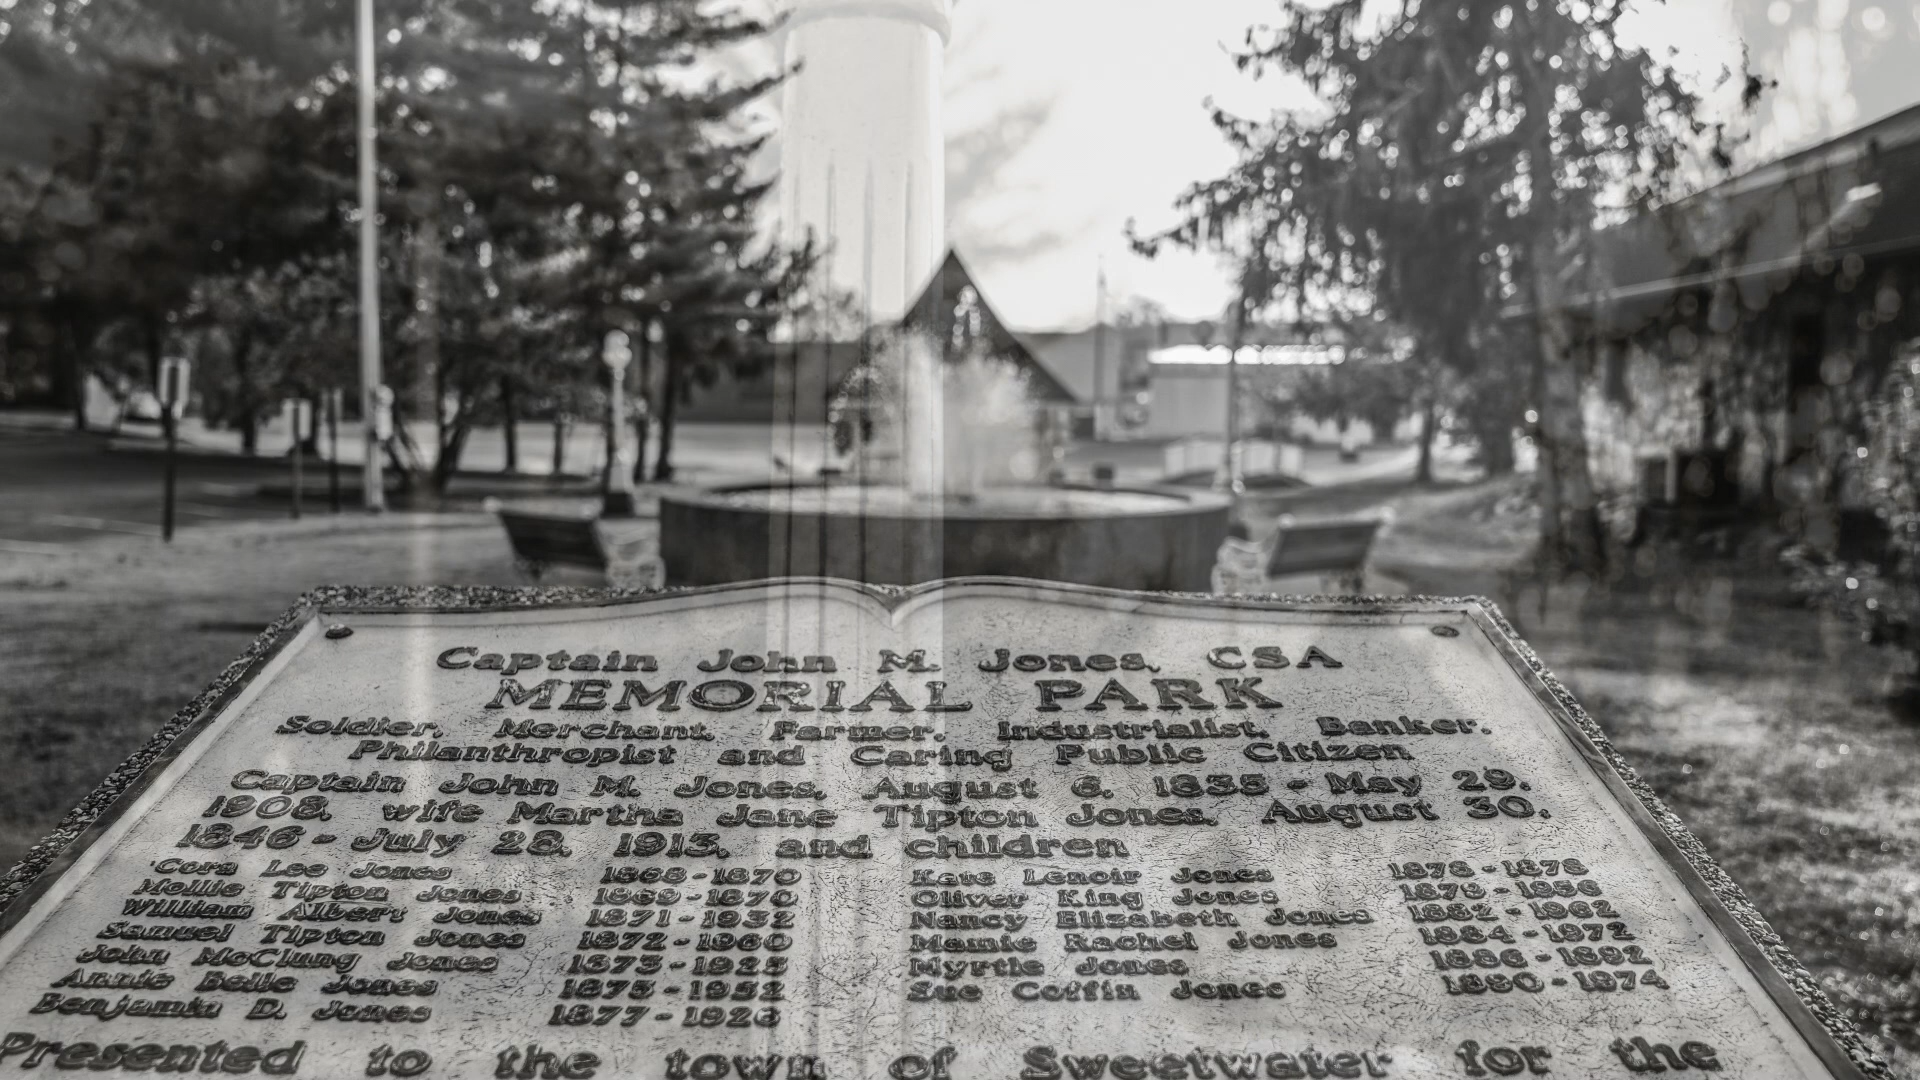 Captain John M. Jones, CSA
MEMORIAL PARK
Soldier, Merchant, Farmer, Industrialist, Banker,
Philanthropist and Caring Public Citizen
Captain John M. Jones, August 6, 1835 - May 29,
1908, wife Martha Jane Tipton Jones, August 30,
1846 - July 28, 1913, and children
Cora Lee Jones 1868 - 1870
Mollie Tipton Jones 1869 - 1870
William Albert Jones 1871 - 1932
Samuel Tipton Jones 1872 - 1960
John McClung Jones 1873 - 1925
Annie Belle Jones 1875 - 1952
Benjamin D. Jones 1877 - 1926
Kate Lenoir Jones 1878 - 1878
Oliver King Jones 1879 - 1956
Nancy Elizabeth Jones 1882 - 1962
Mamie Rachel Jones 1884 - 1972
Myrtle Jones 1886 - 1892
Sue Coffin Jones 1890 - 1974
Presented to the town of Sweetwater for the